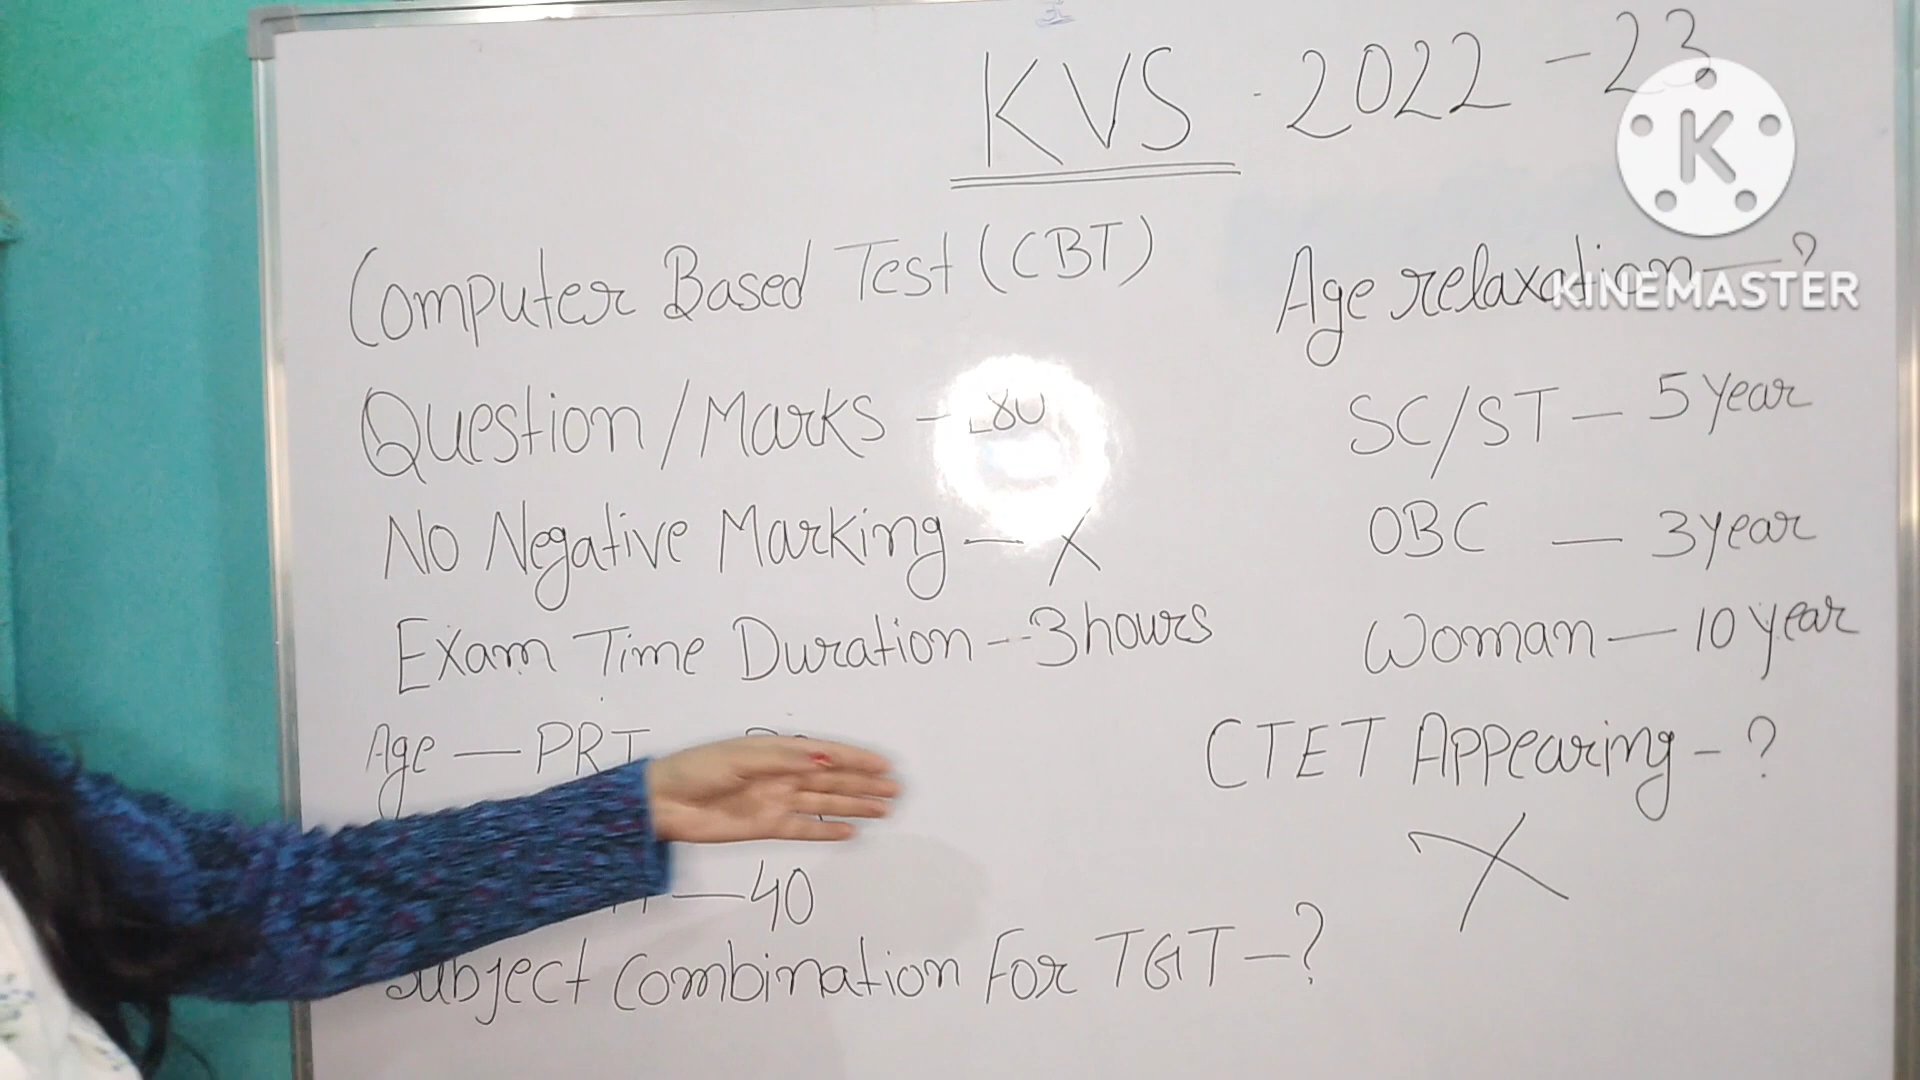 KVS - 2022 - 23
Computer Based Test (CBT)
Question / Marks - 180
No Negative Marking - X
Exam Time Duration - 3 hours
Age - PRT
- 40
Subject Combination For TGT - ?
Age relaxation - ?
SC/ST - 5 year
OBC - 3 year
Woman - 10 year
CTET Appearing - ?
X
K
KINEMASTER